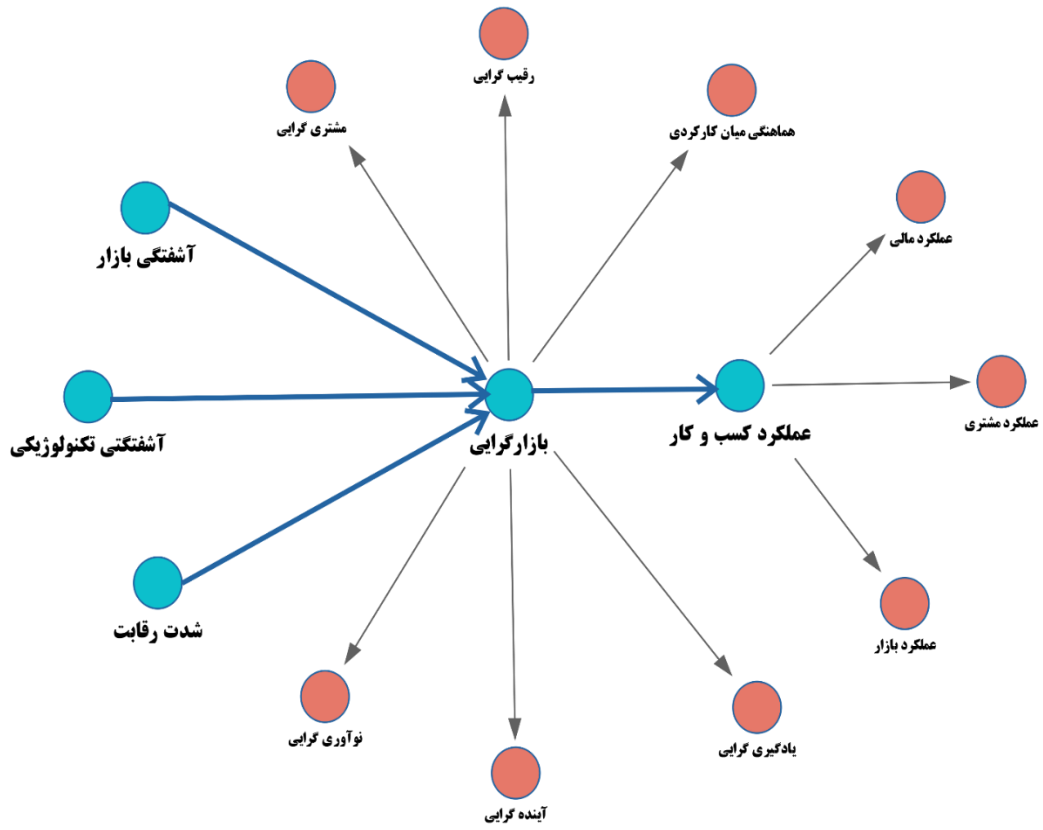 رقیب گرایی
مشتری گرایی
هماهنگی میان کارکردی
آشفتگی بازار
عملکرد مالی
آشفتگتی تکنولوژیکی
بازارگرایی
عملکرد کسب و کار
عملکرد مشتری
شدت رقابت
عملکرد بازار
نوآوری گرایی
یادگیری گرایی
آینده گرایی